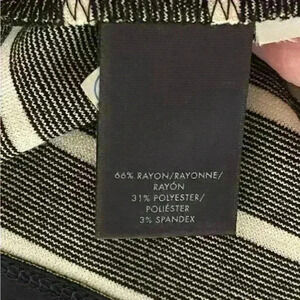 66% RAYON/RAYONNE/
RAYÓN
31% POLYESTER/
POLIÉSTER
3% SPANDEX